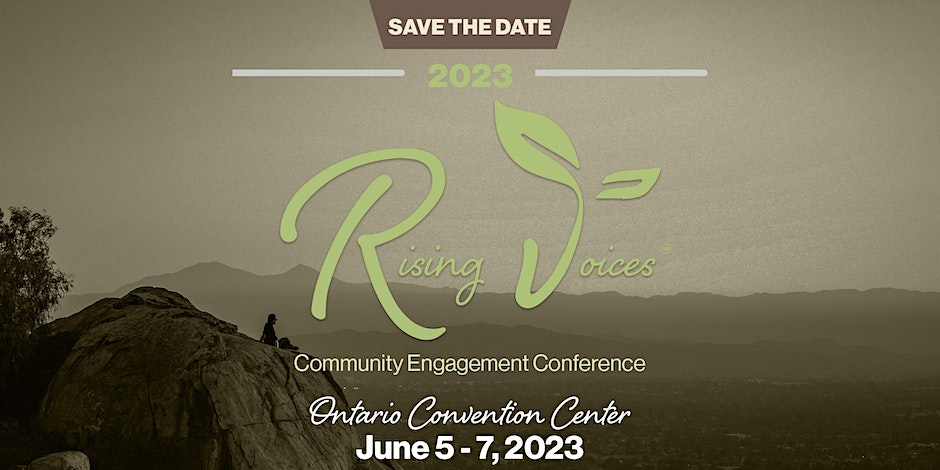 SAVE THE DATE
2023
Rising Voices
Community Engagement Conference
Ontario Convention Center
June 5 - 7, 2023